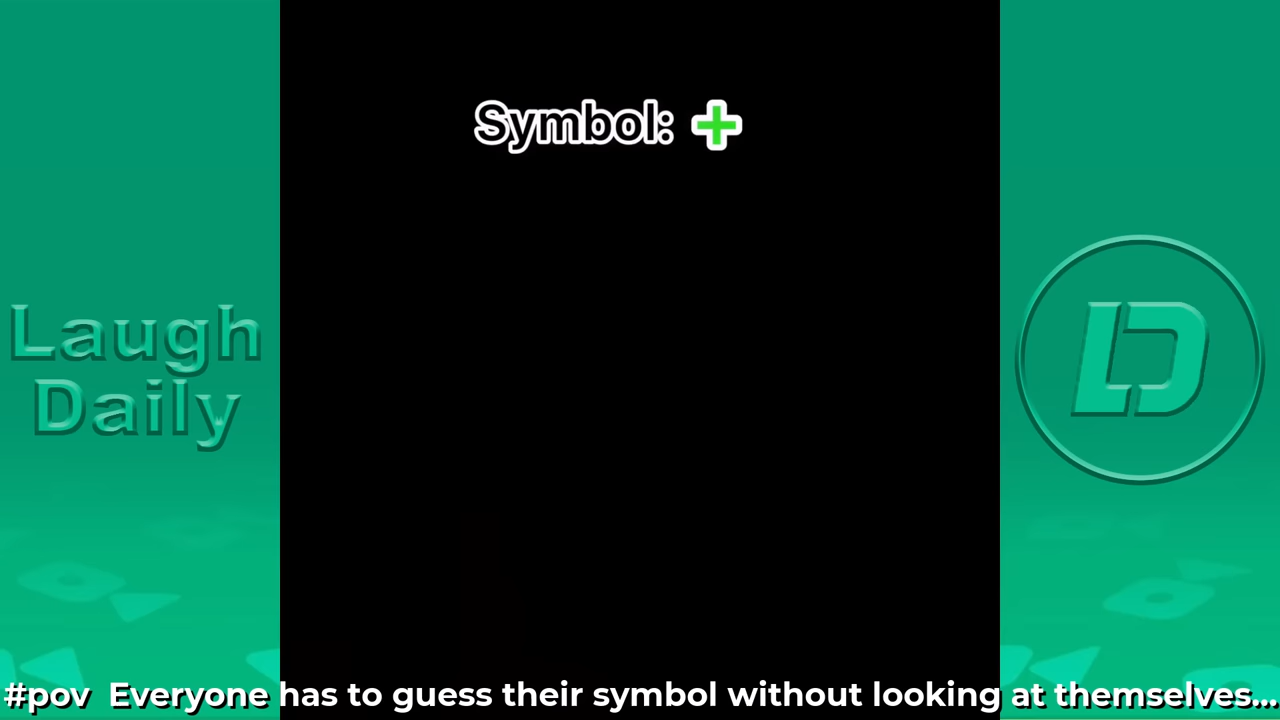 Symbol: +
Laugh
Daily
LD
#pov Everyone has to guess their symbol without looking at themselves...